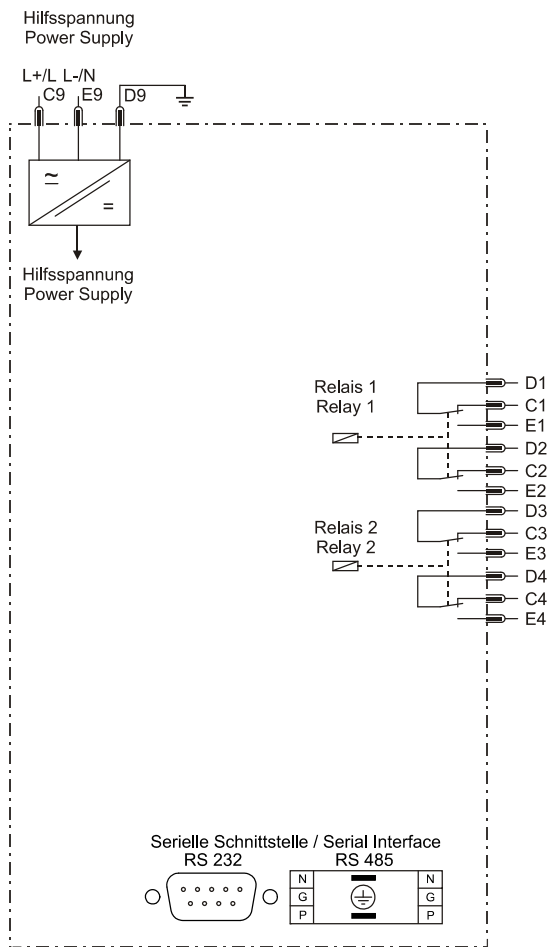 Hilfsspannung
Power Supply
L+/L L-/N
C9 E9 D9
Hilfsspannung
Power Supply
Relais 1
Relay 1
D1
C1
E1
D2
C2
E2
Relais 2
Relay 2
D3
C3
E3
D4
C4
E4
Serielle Schnittstelle / Serial Interface
RS 232 RS 485
N N
G G
P P